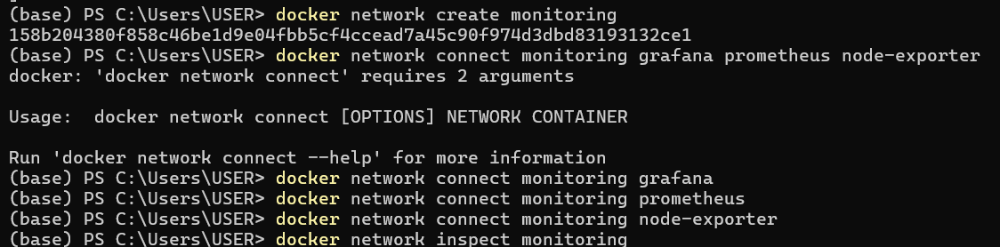 (base) PS C:\Users\USER> docker network create monitoring
158b204380f858c46be1d9e04fbb5cf4ccead7a45c90f974d3dbd83193132ce1
(base) PS C:\Users\USER> docker network connect monitoring grafana prometheus node-exporter
docker: 'docker network connect' requires 2 arguments

Usage:  docker network connect [OPTIONS] NETWORK CONTAINER

Run 'docker network connect --help' for more information
(base) PS C:\Users\USER> docker network connect monitoring grafana
(base) PS C:\Users\USER> docker network connect monitoring prometheus
(base) PS C:\Users\USER> docker network connect monitoring node-exporter
(base) PS C:\Users\USER> docker network inspect monitoring